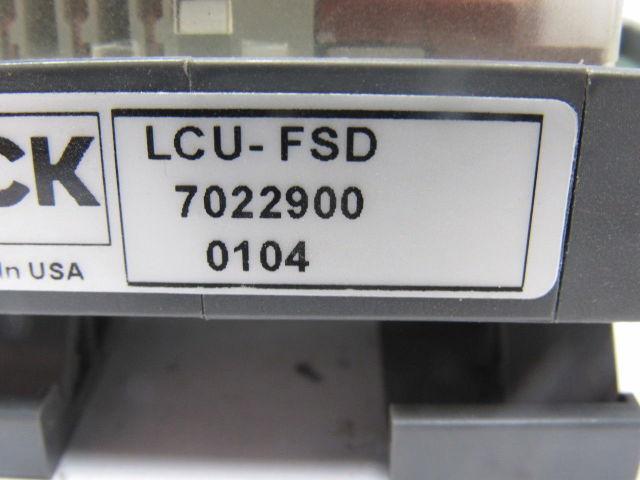 CK
LCU-FSD
7022900
0104
In USA